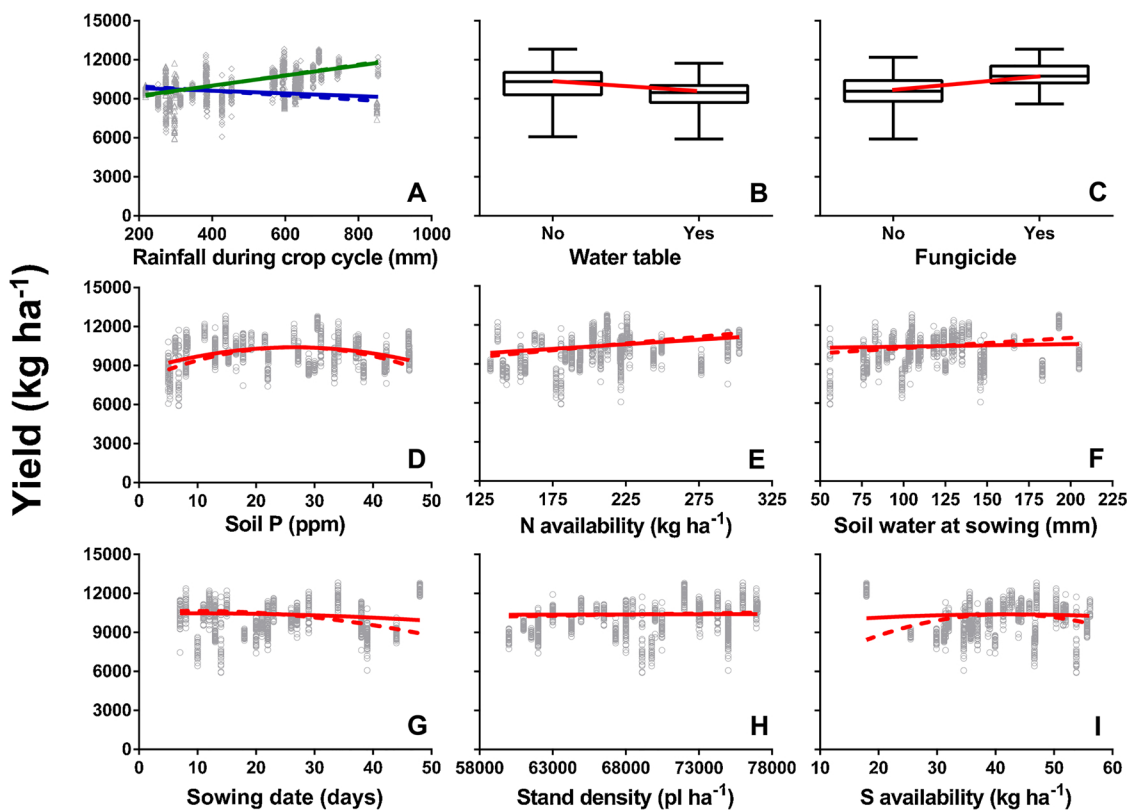 Yield (kg ha⁻¹)
15000
12000
9000
6000
3000
0
A
B
C
200 400 600 800 1000
No Yes
No Yes
Rainfall during crop cycle (mm)
Water table
Fungicide
15000
12000
9000
6000
3000
0
D
E
F
0 10 20 30 40 50
125 175 225 275 325
50 75 100 125 150 175 200 225
Soil P (ppm)
N availability (kg ha⁻¹)
Soil water at sowing (mm)
15000
12000
9000
6000
3000
0
G
H
I
0 10 20 30 40 50
58000 63000 68000 73000 78000
10 20 30 40 50 60
Sowing date (days)
Stand density (pl ha⁻¹)
S availability (kg ha⁻¹)